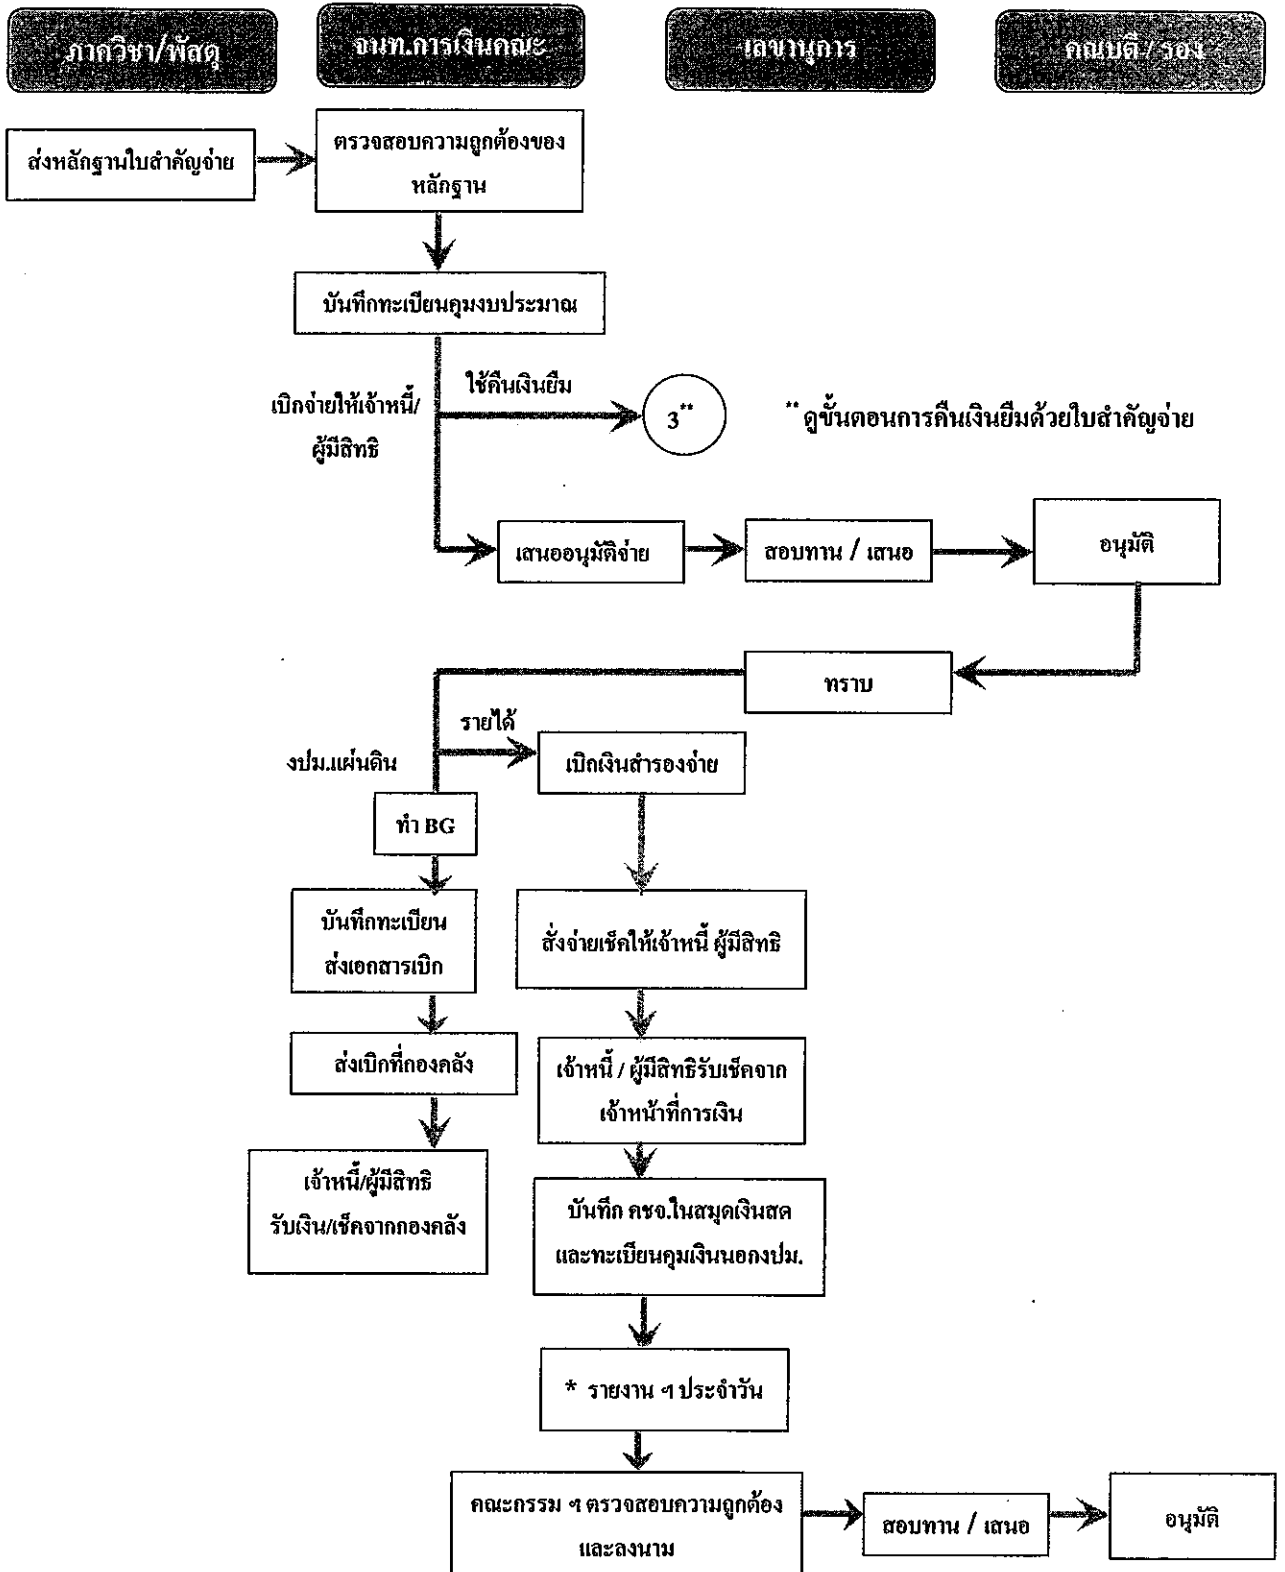 ภาควิชา/พัสดุ
จนท.การเงินคณะ
เลขานุการ
คณบดี / รอง
ส่งหลักฐานใบสำคัญจ่าย
ตรวจสอบความถูกต้องของ
หลักฐาน
บันทึกทะเบียนคุมงบประมาณ
เบิกจ่ายให้เจ้าหนี้/
ผู้มีสิทธิ
ใช้คืนเงินยืม
3**
** ดูขั้นตอนการคืนเงินยืมด้วยใบสำคัญจ่าย
เสนออนุมัติจ่าย
สอบทาน / เสนอ
อนุมัติ
ทราบ
รายได้
งปม.แผ่นดิน
เบิกเงินสำรองจ่าย
ทำ BG
บันทึกทะเบียน
ส่งเอกสารเบิก
สั่งจ่ายเช็คให้เจ้าหนี้ ผู้มีสิทธิ
ส่งเบิกที่กองคลัง
เจ้าหนี้ / ผู้มีสิทธิรับเช็คจาก
เจ้าหน้าที่การเงิน
เจ้าหนี้/ผู้มีสิทธิ
รับเงิน/เช็คจากกองคลัง
บันทึก คชจ.ในสมุดเงินสด
และทะเบียนคุมเงินนอกงปม.
* รายงาน ฯ ประจำวัน
คณะกรรม ฯ ตรวจสอบความถูกต้อง
และลงนาม
สอบทาน / เสนอ
อนุมัติ